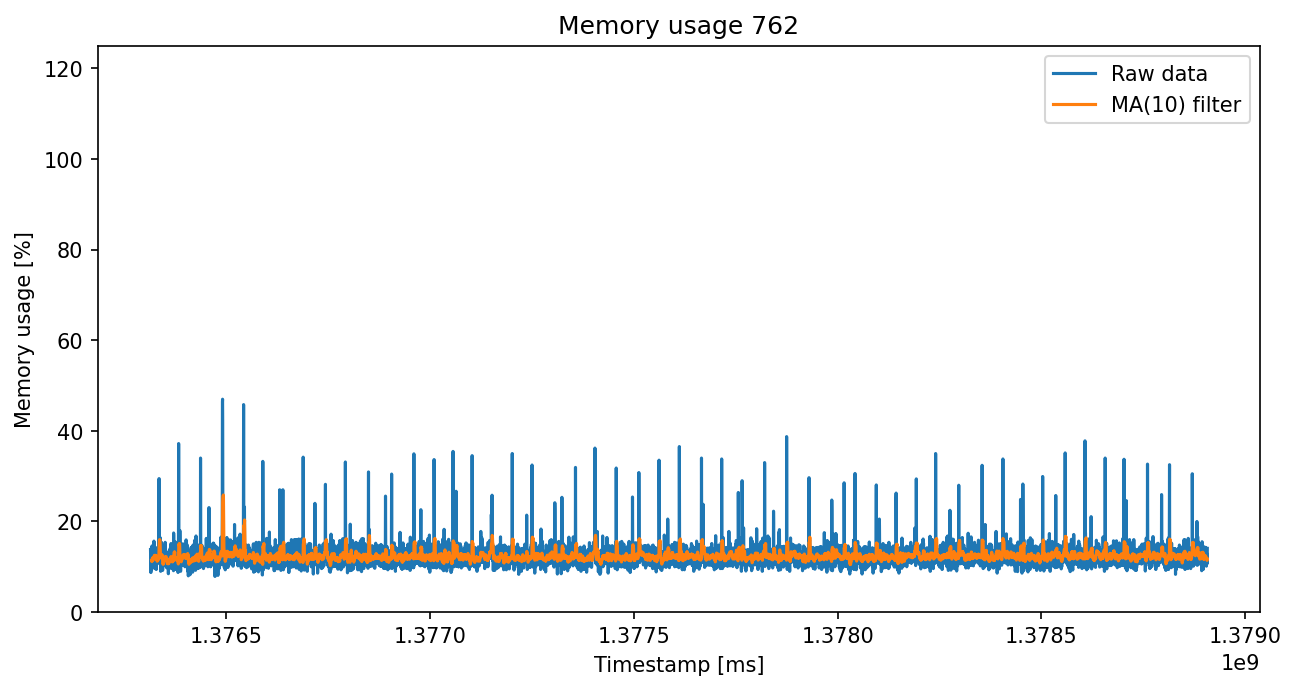 Memory usage 762
Raw data
MA(10) filter
Memory usage [%]
120
100
80
60
40
20
0
1.3765 1.3770 1.3775 1.3780 1.3785 1.3790
1e9
Timestamp [ms]